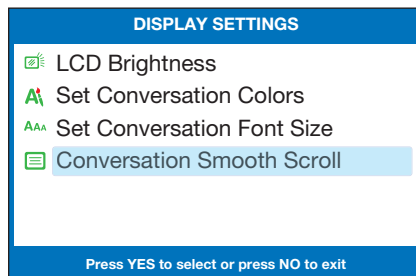 DISPLAY SETTINGS
LCD Brightness
Set Conversation Colors
AAA Set Conversation Font Size
Conversation Smooth Scroll
Press YES to select or press NO to exit